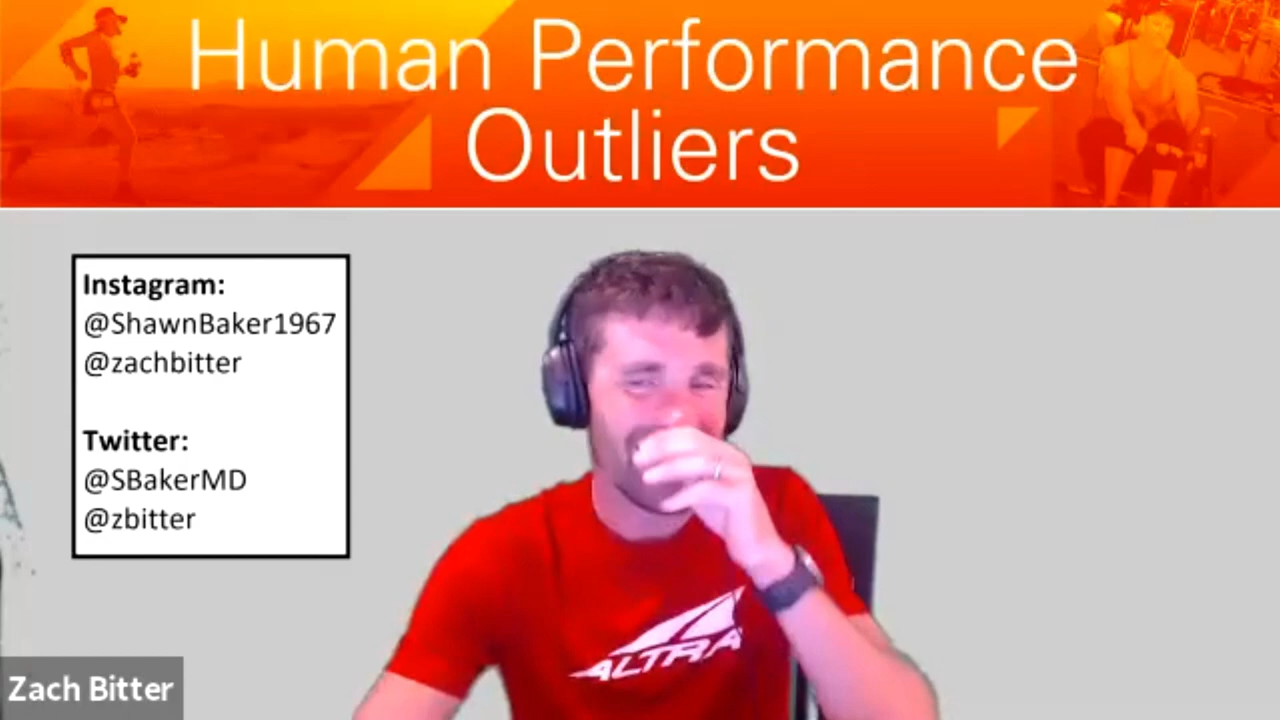 Human Performance
Outliers
Instagram:
@ShawnBaker1967
@zachbitter
Twitter:
@SBakerMD
@zbitter
ALTRA
Zach Bitter